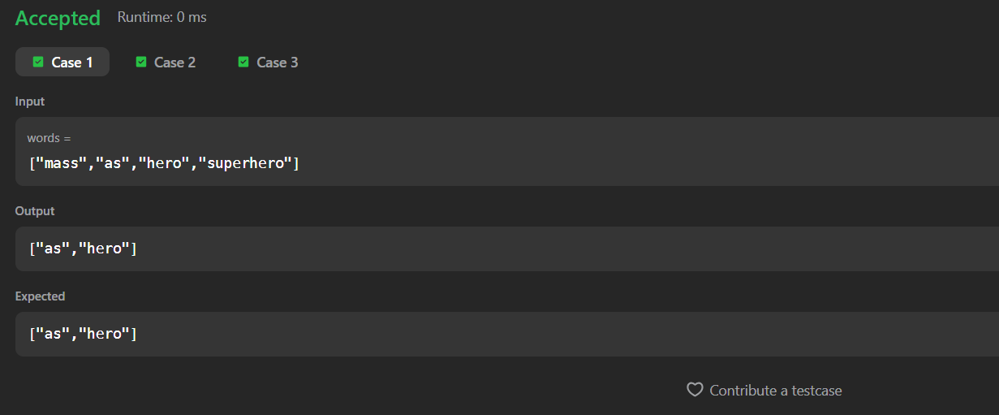 Accepted Runtime: 0 ms
Case 1 Case 2 Case 3
Input
words =
["mass","as","hero","superhero"]
Output
["as","hero"]
Expected
["as","hero"]
Contribute a testcase